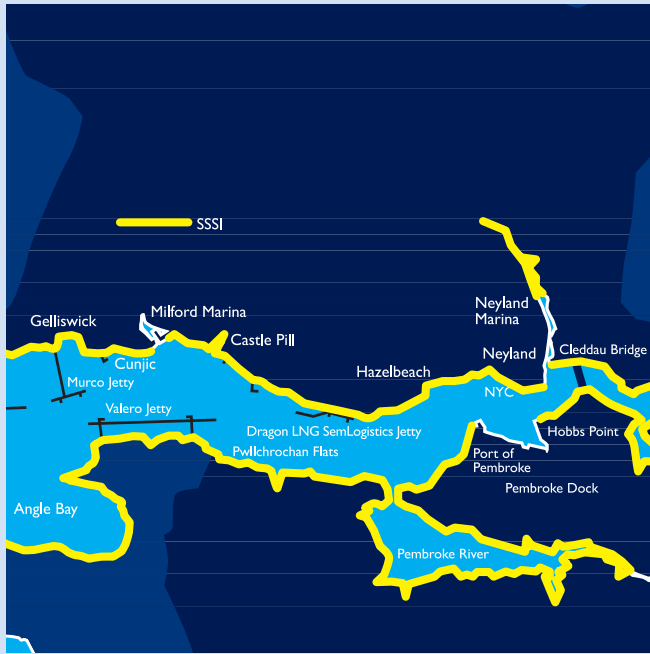 SSSI
Milford Marina
Gelliswick
Castle Pill
Cunjic
Murco Jetty
Valero Jetty
Neyland
Marina
Neyland
Cleddau Bridge
Hazelbeach
NYC
Dragon LNG SemLogistics Jetty
Hobbs Point
Pwllchrochan Flats
Port of
Pembroke
Pembroke Dock
Angle Bay
Pembroke River